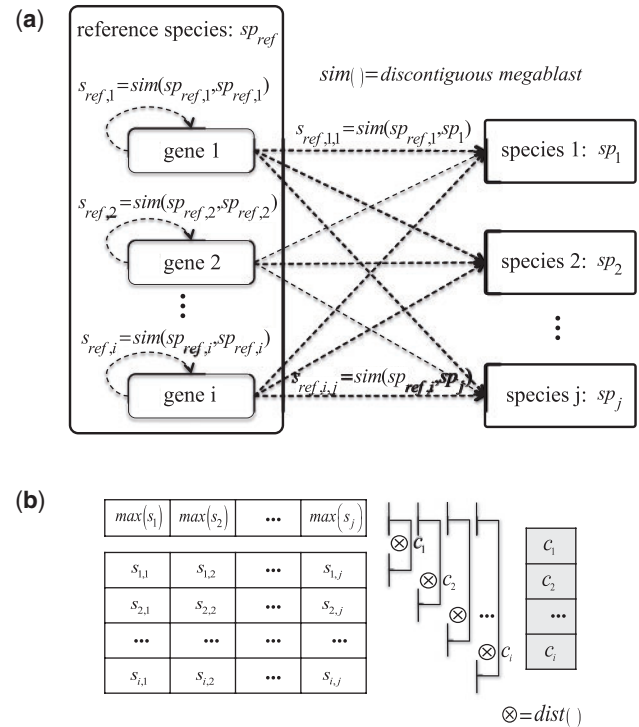 (a)
reference species: sp_ref
sim()=discontiguous megablast
s_ref,1=sim(sp_ref,1,sp_ref,1)
gene 1
s_ref,1,1=sim(sp_ref,1,sp_1)
species 1: sp_1
s_ref,2=sim(sp_ref,2,sp_ref,2)
gene 2
species 2: sp_2
⋮
⋮
s_ref,i=sim(sp_ref,i,sp_ref,i)
gene i
s_ref,i,j=sim(sp_ref,i,sp_j)
species j: sp_j
(b)
max(s_1) max(s_2) ... max(s_j)
s_1,1 s_1,2 ... s_1,j
s_2,1 s_2,2 ... s_2,j
... ... ... ...
s_i,1 s_i,2 ... s_i,j
⊗ c_1
⊗ c_2
⊗ ...
⊗ c_i
c_1
c_2
...
c_i
⊗=dist()